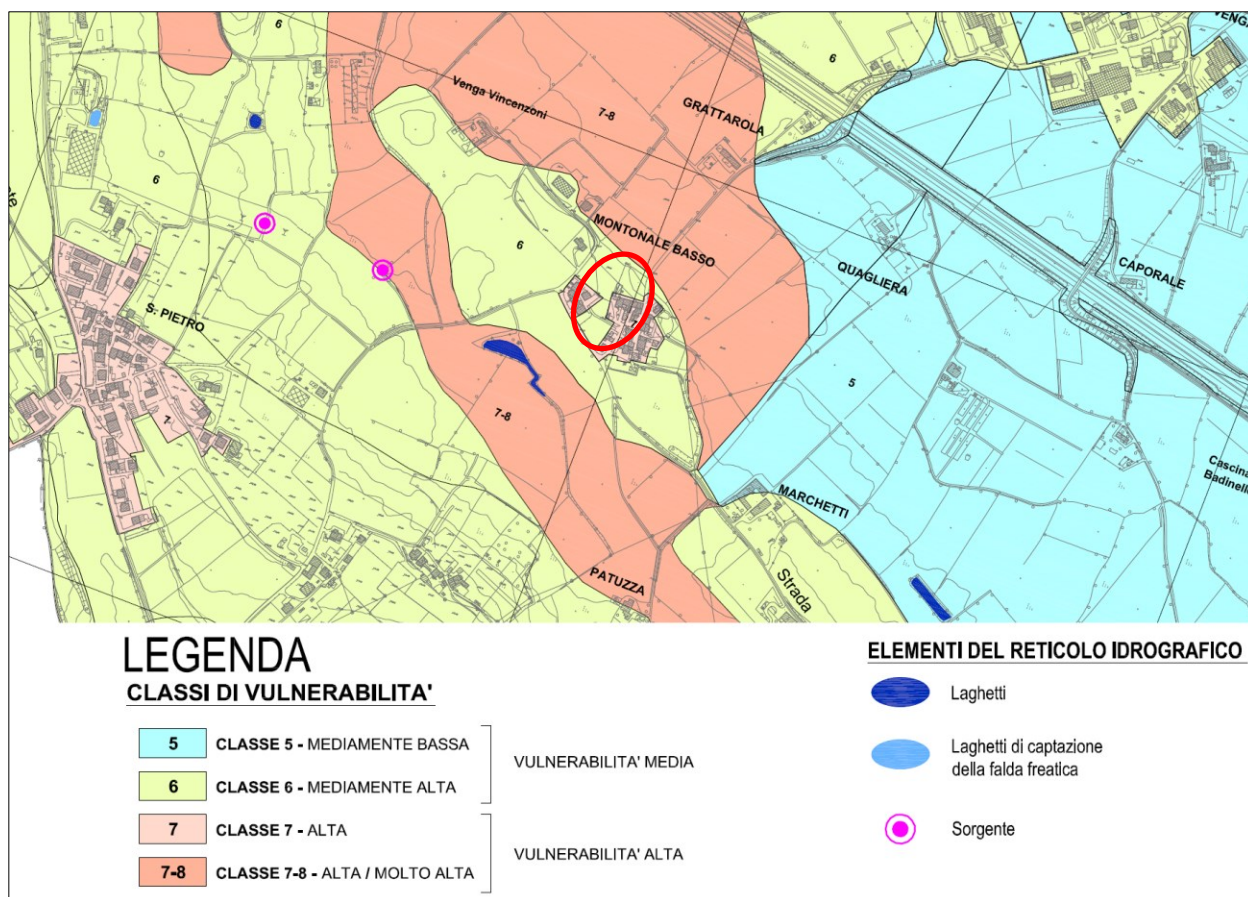 6
VENGA
6
Venga Vincenzoni
7-8
GRATTAROLA
6
6
MONTONALE BASSO
QUAGLIERA
CAPORALE
S. PIETRO
7
7
5
7-8
Cascina
Badinello
MARCHETTI
PATUZZA
Strada
LEGENDA
CLASSI DI VULNERABILITA'
5 CLASSE 5 - MEDIAMENTE BASSA
6 CLASSE 6 - MEDIAMENTE ALTA
VULNERABILITA' MEDIA
7 CLASSE 7 - ALTA
7-8 CLASSE 7-8 - ALTA / MOLTO ALTA
VULNERABILITA' ALTA
ELEMENTI DEL RETICOLO IDROGRAFICO
Laghetti
Laghetti di captazione
della falda freatica
Sorgente